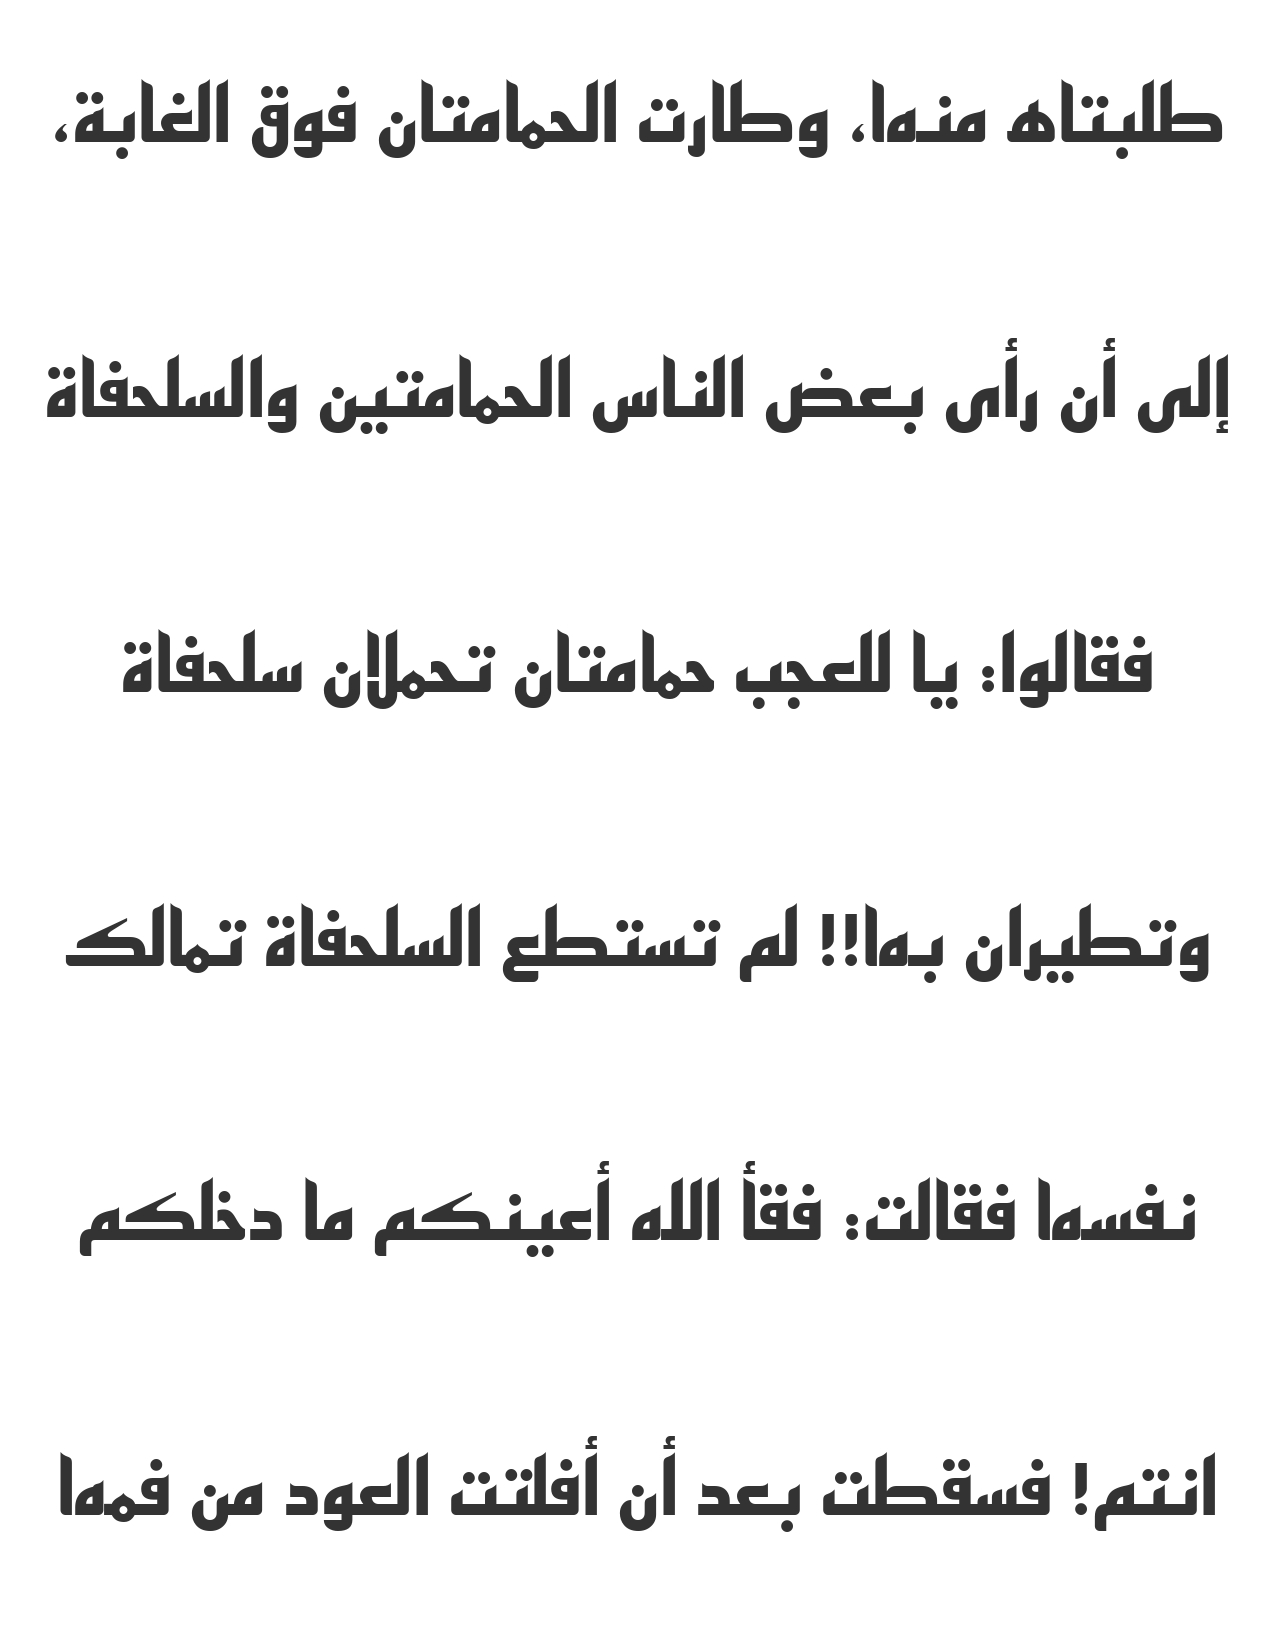 طلبتاه منها، وطارت الحمامتان فوق الغابة،
إلى أن رأى بعض الناس الحمامتين والسلحفاة
فقالوا: يا للعجب حمامتان تحملان سلحفاة
وتطيران بها!! لم تستطع السلحفاة تمالك
نفسها فقالت: فقأ الله أعينكم ما دخلكم
انتم! فسقطت بعد أن أفلتت العود من فمها